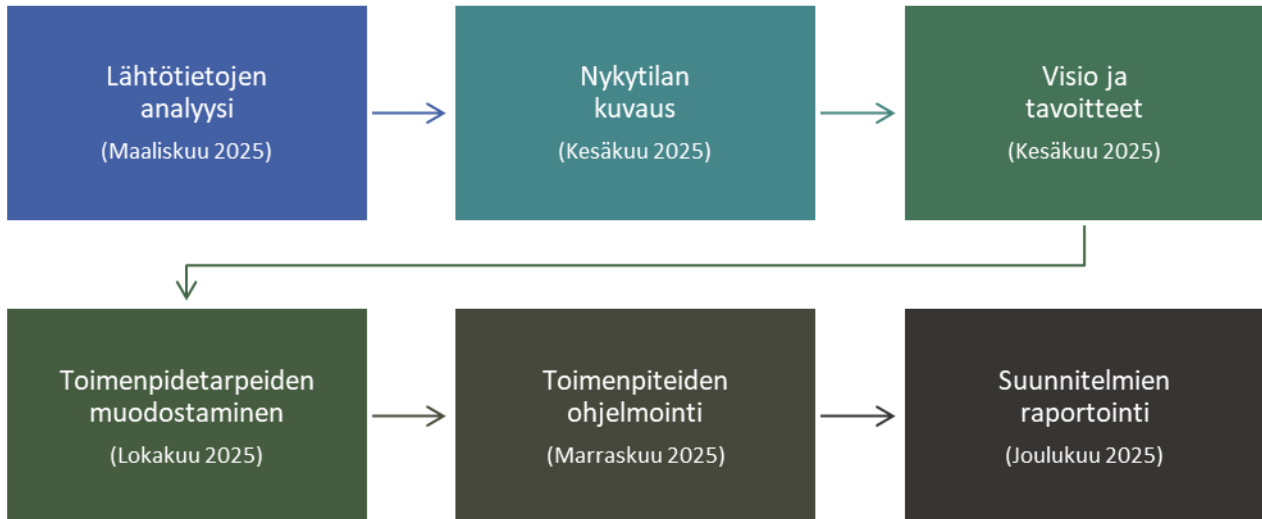 Lähtötietojen
analyysi
(Maaliskuu 2025)
Nykytilan
kuvaus
(Kesäkuu 2025)
Visio ja
tavoitteet
(Kesäkuu 2025)
Toimenpidetarpeiden
muodostaminen
(Lokakuu 2025)
Toimenpiteiden
ohjelmointi
(Marraskuu 2025)
Suunnitelmien
raportointi
(Joulukuu 2025)